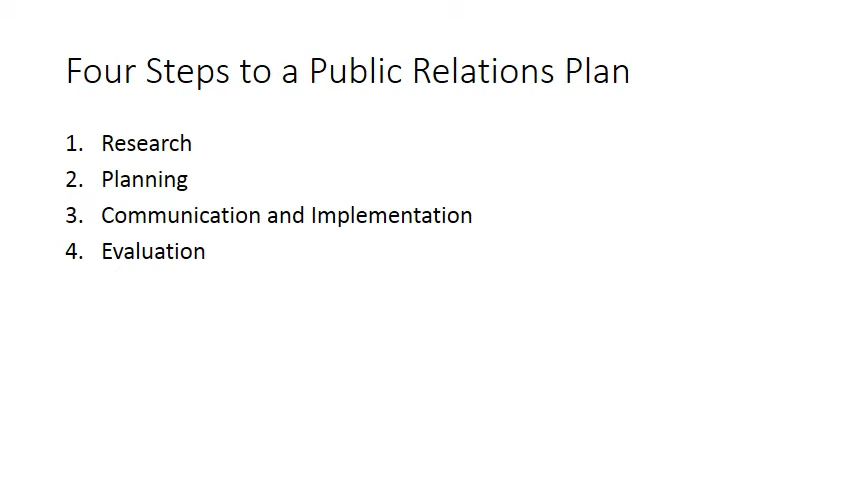 Four Steps to a Public Relations Plan
1. Research
2. Planning
3. Communication and Implementation
4. Evaluation